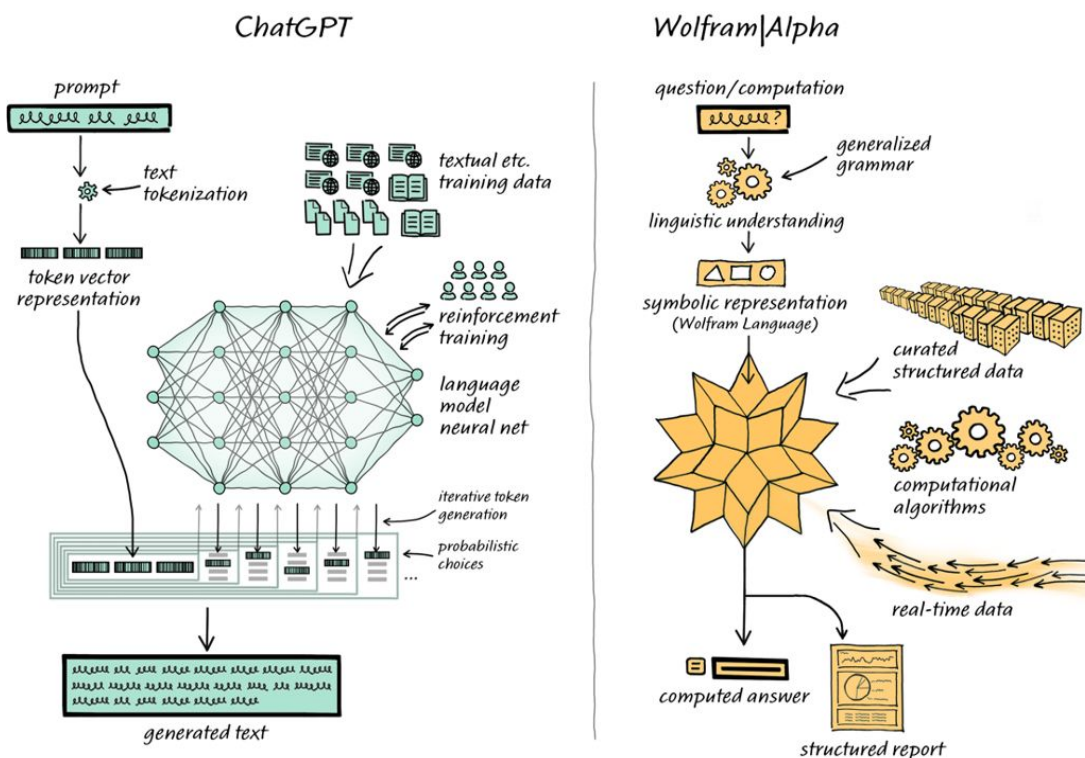 ChatGPT
prompt
text
tokenization
token vector
representation
textual etc.
training data
reinforcement
training
language
model
neural net
iterative token
generation
probabilistic
choices
...
generated text
Wolfram|Alpha
question/computation
?
generalized
grammar
linguistic understanding
symbolic representation
(Wolfram Language)
curated
structured data
computational
algorithms
real-time data
computed answer
structured report